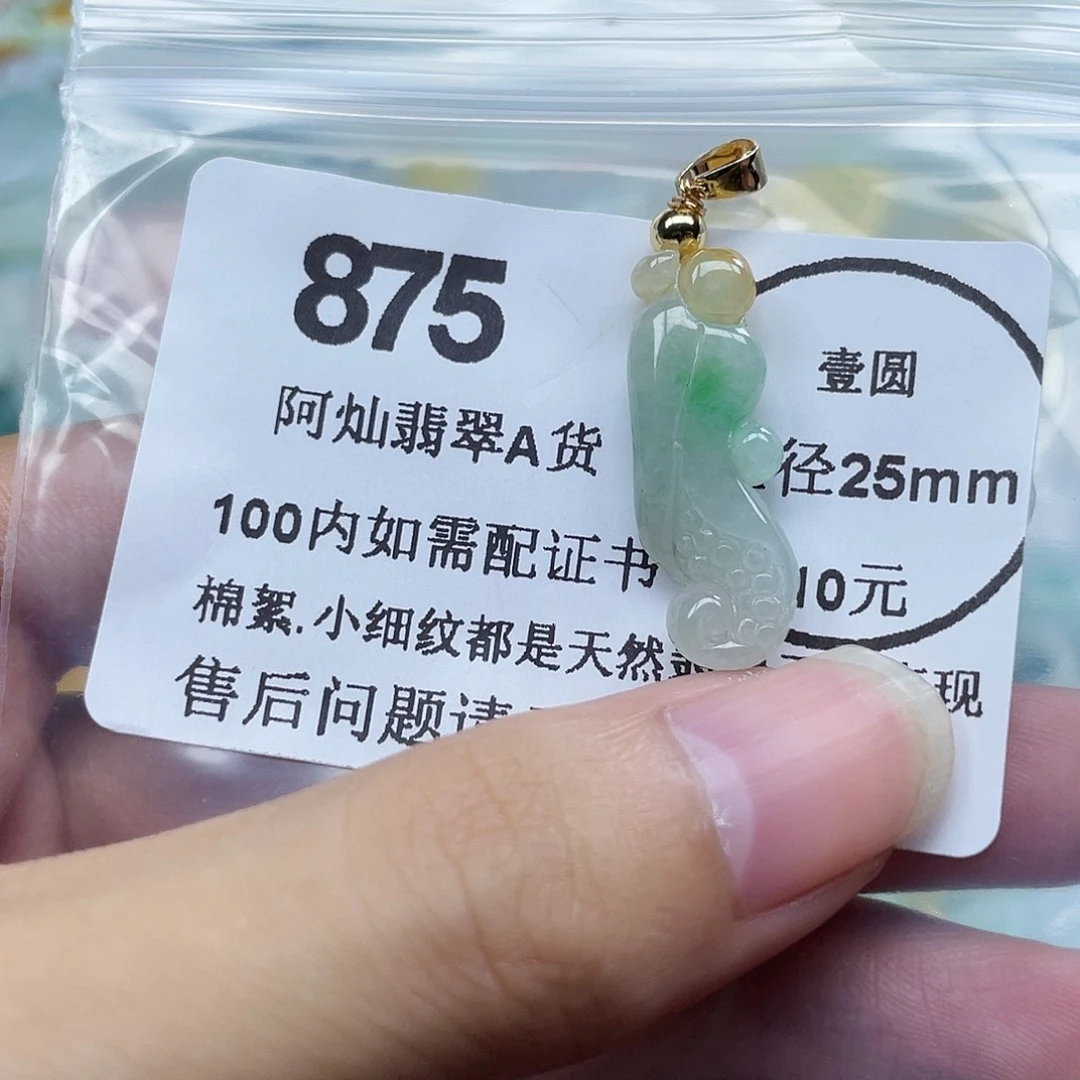 875
阿灿翡翠A货
100内如需配证书
棉絮.小细纹都是天然
现
售后问题请
壹圆
径25mm
10元